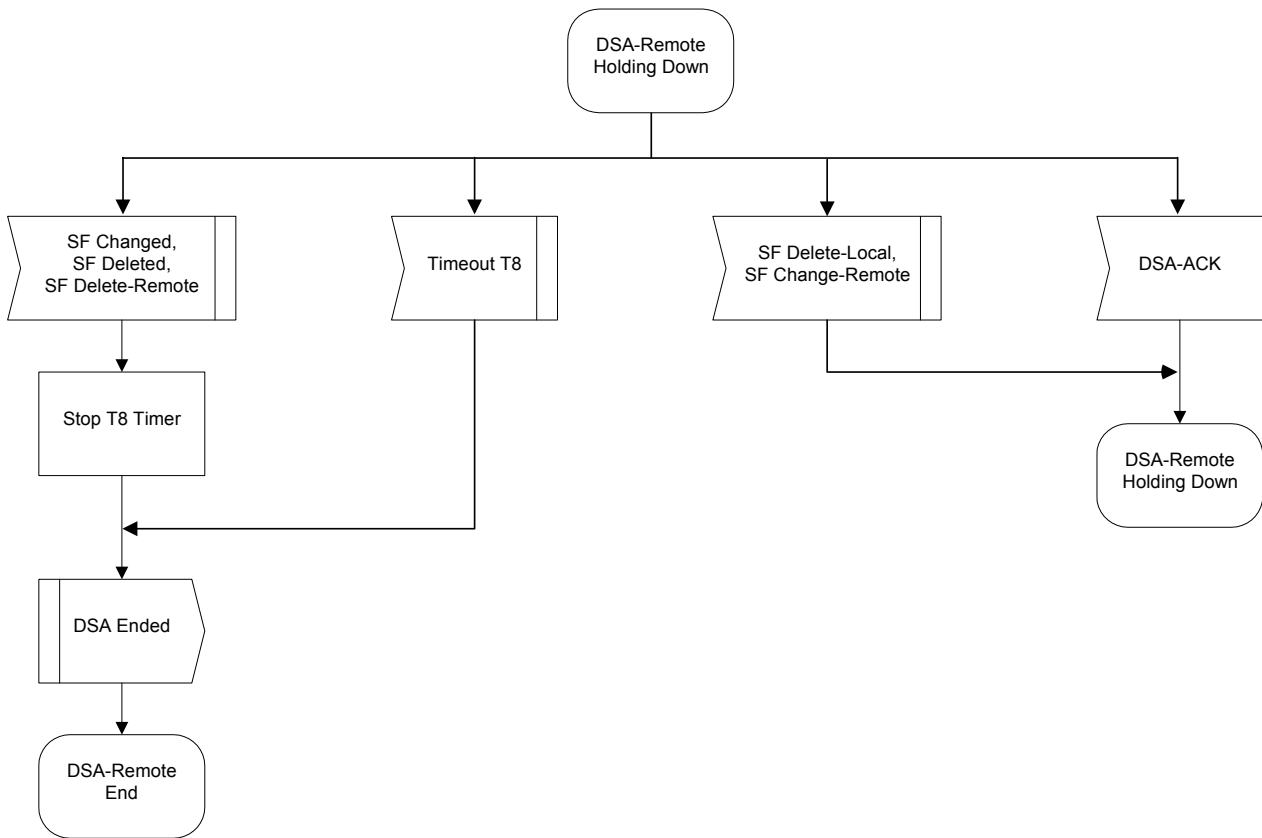 DSA-Remote
Holding Down
SF Changed,
SF Deleted,
SF Delete-Remote
Timeout T8
SF Delete-Local,
SF Change-Remote
DSA-ACK
Stop T8 Timer
DSA-Remote
Holding Down
DSA Ended
DSA-Remote
End